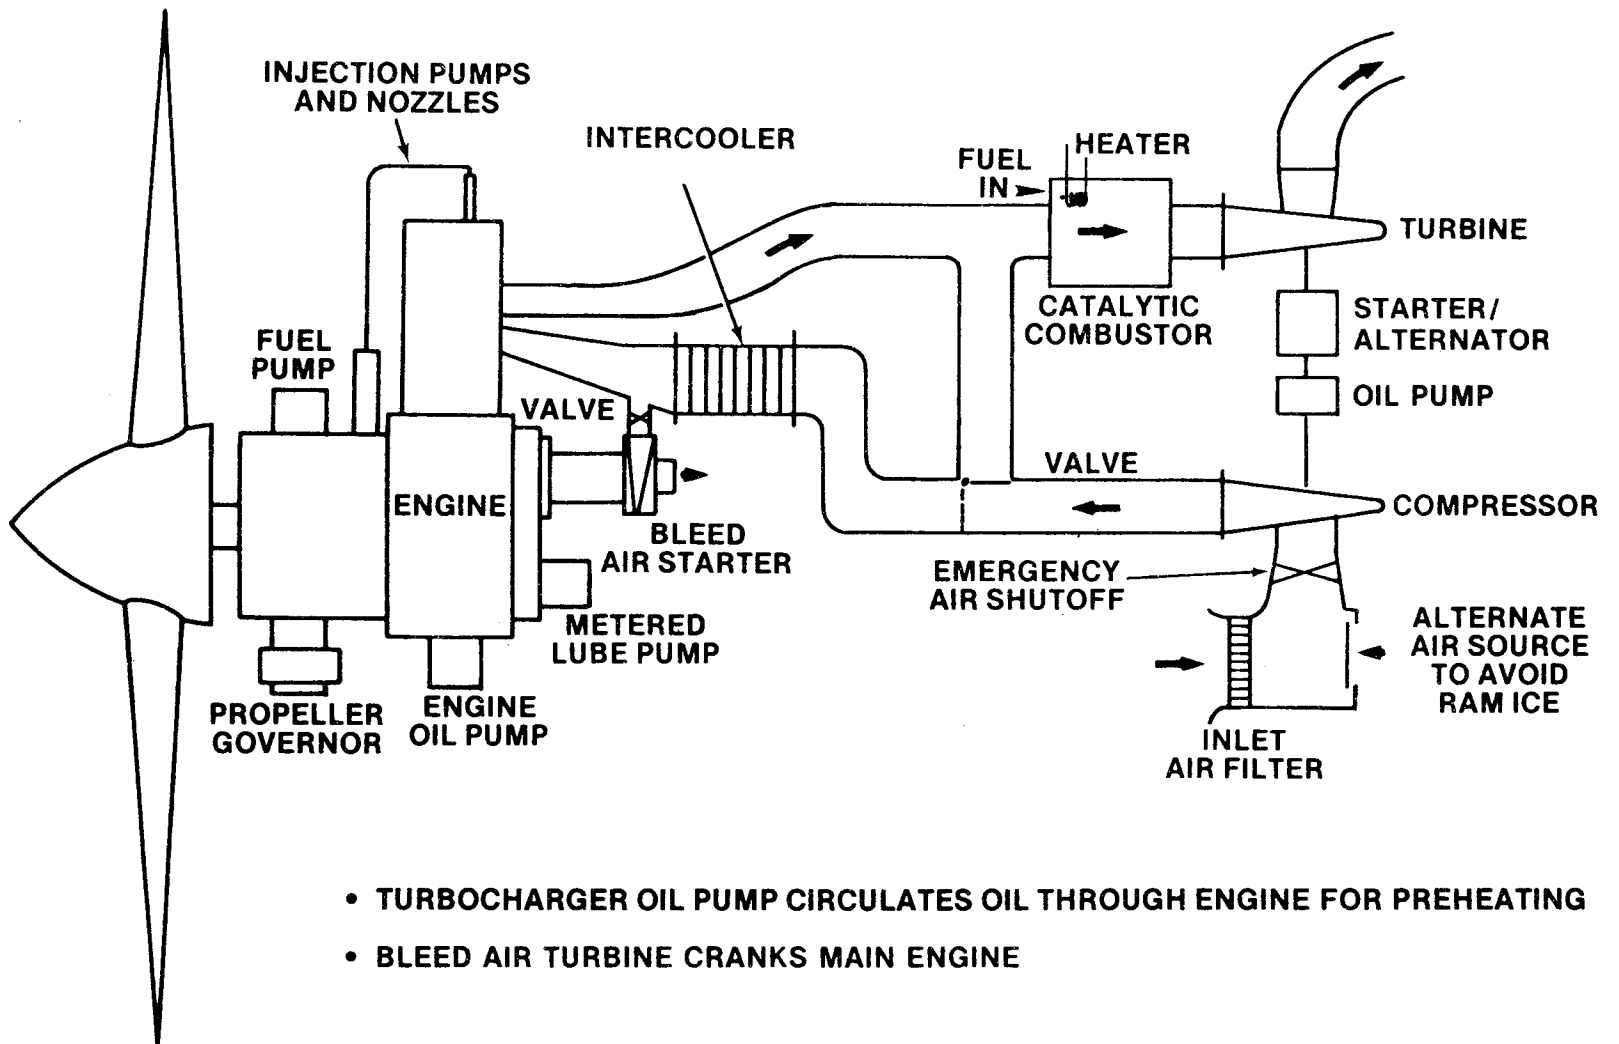 INJECTION PUMPS
AND NOZZLES
INTERCOOLER
FUEL
IN
HEATER
TURBINE
CATALYTIC
COMBUSTOR
STARTER/
ALTERNATOR
OIL PUMP
FUEL
PUMP
VALVE
VALVE
ENGINE
COMPRESSOR
BLEED
AIR STARTER
EMERGENCY
AIR SHUTOFF
METERED
LUBE PUMP
ALTERNATE
AIR SOURCE
TO AVOID
RAM ICE
PROPELLER
GOVERNOR
ENGINE
OIL PUMP
INLET
AIR FILTER
• TURBOCHARGER OIL PUMP CIRCULATES OIL THROUGH ENGINE FOR PREHEATING
• BLEED AIR TURBINE CRANKS MAIN ENGINE